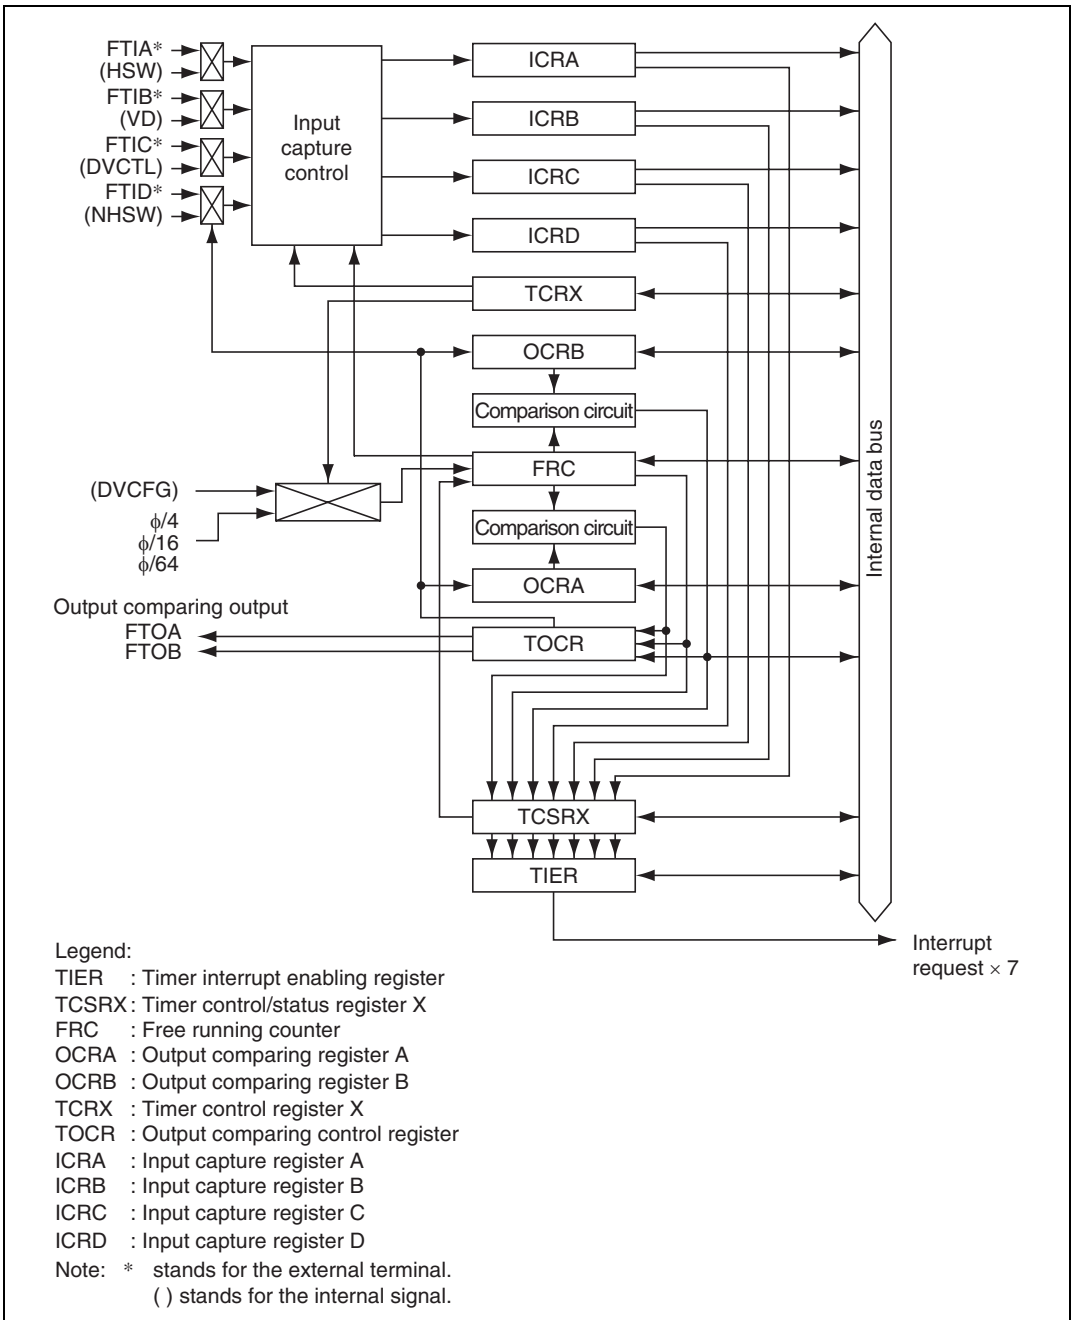 FTIA*
(HSW)
FTIB*
(VD)
FTIC*
(DVCTL)
FTID*
(NHSW)
Input
capture
control
ICRA
ICRB
ICRC
ICRD
TCRX
OCRB
Comparison circuit
FRC
Comparison circuit
OCRA
TOCR
TCSRX
TIER
Internal data bus
(DVCFG)
ϕ/4
ϕ/16
ϕ/64
Output comparing output
FTOA
FTOB
Interrupt
request × 7
Legend:
TIER : Timer interrupt enabling register
TCSRX : Timer control/status register X
FRC : Free running counter
OCRA : Output comparing register A
OCRB : Output comparing register B
TCRX : Timer control register X
TOCR : Output comparing control register
ICRA : Input capture register A
ICRB : Input capture register B
ICRC : Input capture register C
ICRD : Input capture register D
Note: * stands for the external terminal.
( ) stands for the internal signal.